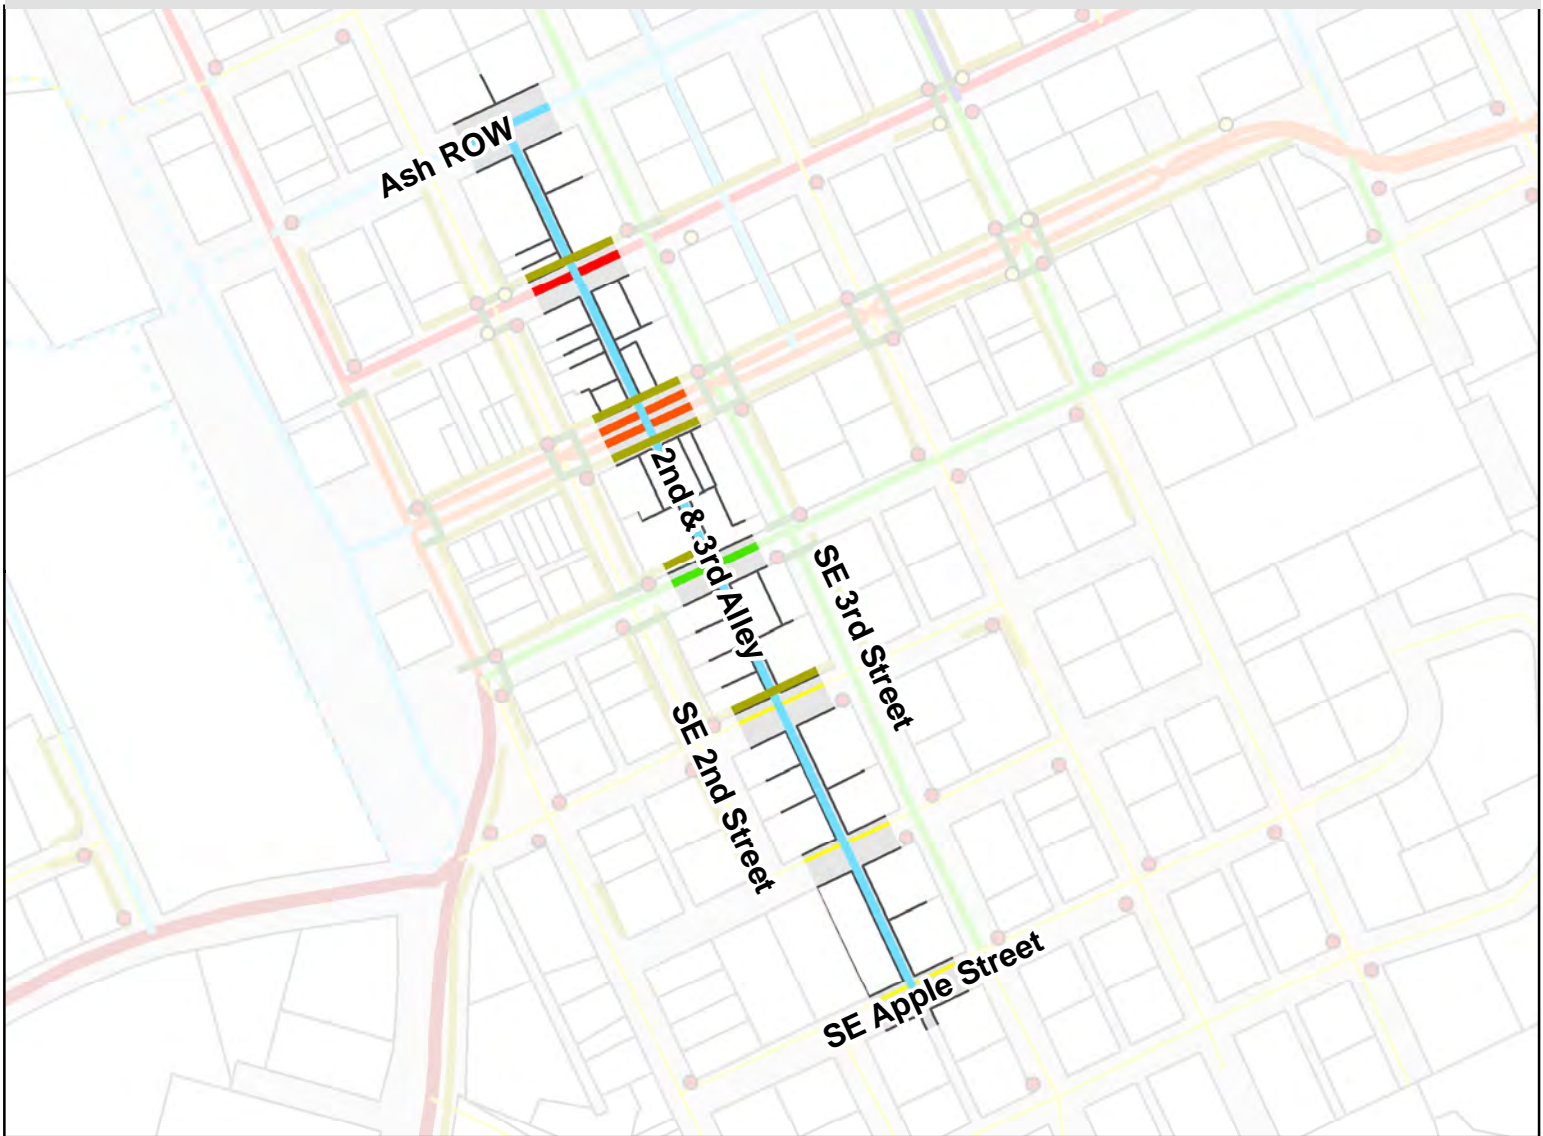 Ash ROW
2nd & 3rd Alley
SE 3rd Street
SE 2nd Street
SE Apple Street